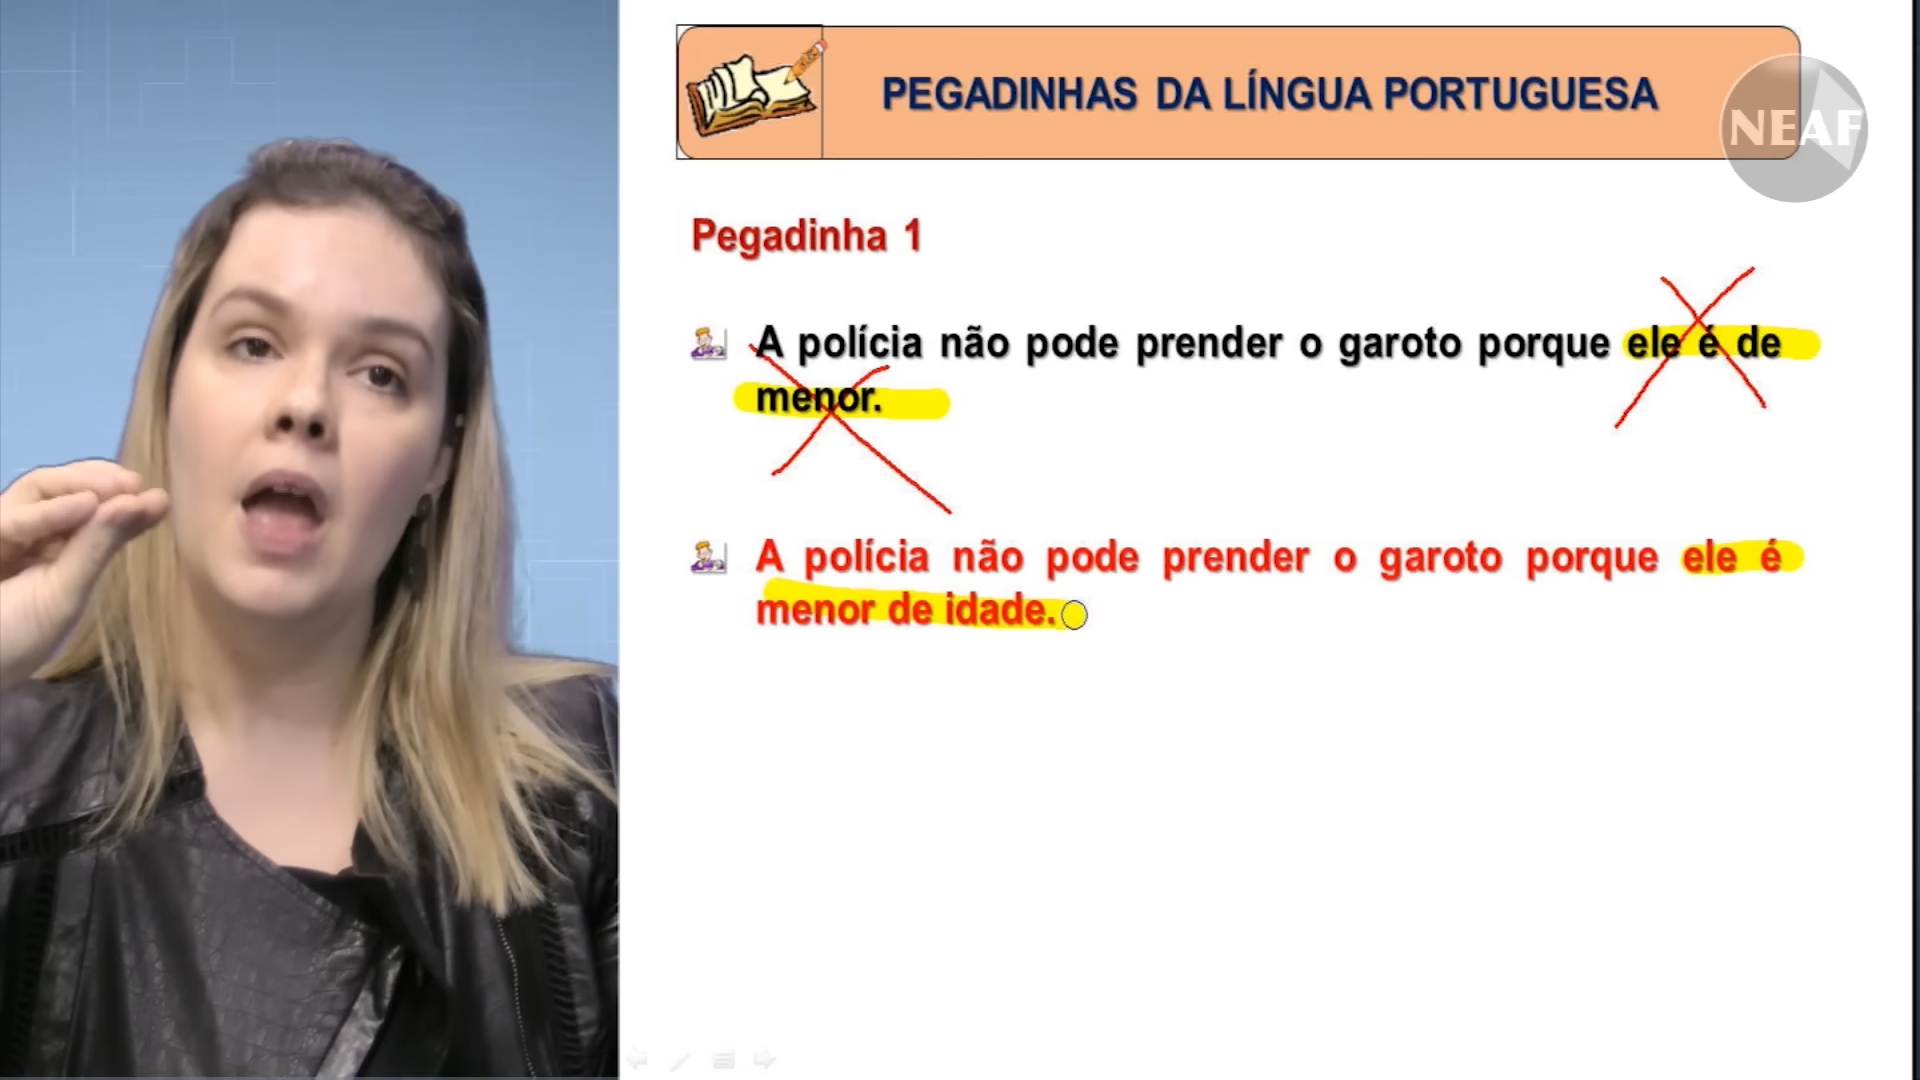 PEGADINHAS DA LÍNGUA PORTUGUESA
NEAF
Pegadinha 1
A polícia não pode prender o garoto porque ele é de
menor.
A polícia não pode prender o garoto porque ele é
menor de idade.